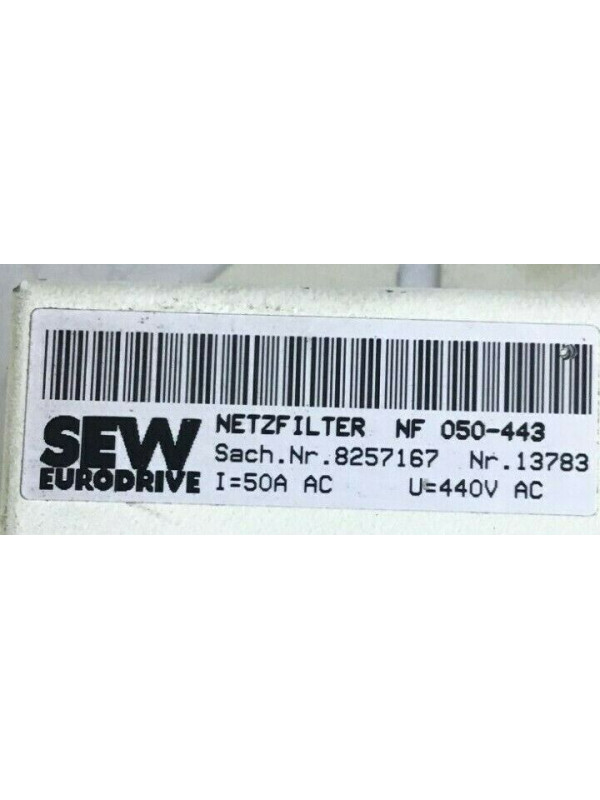 SEW
EURODRIVE
NETZFILTER NF 050-443
Sach.Nr.8257167 Nr.13783
I=50A AC U=440V AC